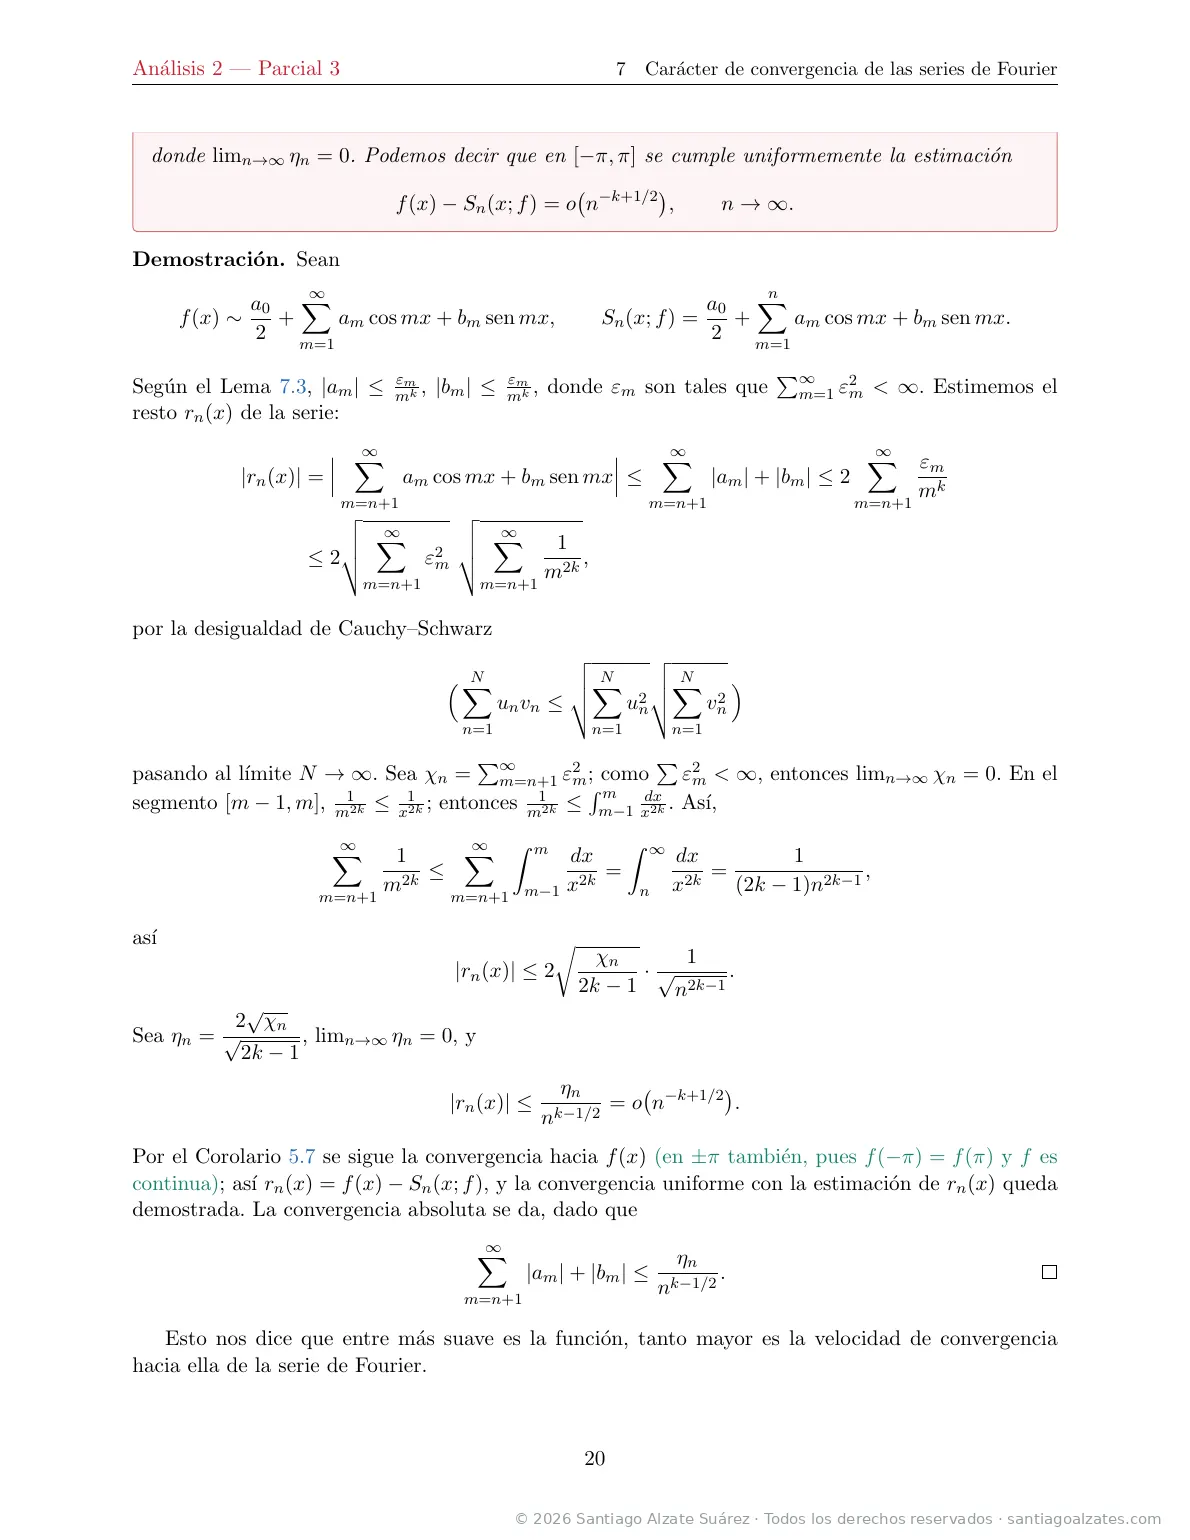 Análisis 2 — Parcial 3 7 Carácter de convergencia de las series de Fourier
donde lim_{n→∞} η_n = 0. Podemos decir que en [−π, π] se cumple uniformemente la estimación
f(x) − S_n(x; f) = o(n^{−k+1/2}), n → ∞.
Demostración. Sean
f(x) ∼ a_0/2 + ∑_{m=1}^{∞} a_m cos mx + b_m sen mx, S_n(x; f) = a_0/2 + ∑_{m=1}^{n} a_m cos mx + b_m sen mx.
Según el Lema 7.3, |a_m| ≤ ε_m/m^k, |b_m| ≤ ε_m/m^k, donde ε_m son tales que ∑_{m=1}^{∞} ε_m^2 < ∞. Estimemos el
resto r_n(x) de la serie:
|r_n(x)| = |∑_{m=n+1}^{∞} a_m cos mx + b_m sen mx| ≤ ∑_{m=n+1}^{∞} |a_m| + |b_m| ≤ 2 ∑_{m=n+1}^{∞} ε_m/m^k
≤ 2 √(∑_{m=n+1}^{∞} ε_m^2) √(∑_{m=n+1}^{∞} 1/m^{2k}),
por la desigualdad de Cauchy–Schwarz
(∑_{n=1}^{N} u_n v_n ≤ √(∑_{n=1}^{N} u_n^2) √(∑_{n=1}^{N} v_n^2))
pasando al límite N → ∞. Sea χ_n = ∑_{m=n+1}^{∞} ε_m^2; como ∑ ε_m^2 < ∞, entonces lim_{n→∞} χ_n = 0. En el
segmento [m − 1, m], 1/m^{2k} ≤ 1/x^{2k}; entonces 1/m^{2k} ≤ ∫_{m−1}^{m} dx/x^{2k}. Así,
∑_{m=n+1}^{∞} 1/m^{2k} ≤ ∑_{m=n+1}^{∞} ∫_{m−1}^{m} dx/x^{2k} = ∫_{n}^{∞} dx/x^{2k} = 1/((2k − 1)n^{2k−1}),
así
|r_n(x)| ≤ 2 √(χ_n/(2k − 1)) · 1/√(n^{2k−1}).
Sea η_n = 2√χ_n/√(2k − 1), lim_{n→∞} η_n = 0, y
|r_n(x)| ≤ η_n/n^{k−1/2} = o(n^{−k+1/2}).
Por el Corolario 5.7 se sigue la convergencia hacia f(x) (en ±π también, pues f(−π) = f(π) y f es
continua); así r_n(x) = f(x) − S_n(x; f), y la convergencia uniforme con la estimación de r_n(x) queda
demostrada. La convergencia absoluta se da, dado que
∑_{m=n+1}^{∞} |a_m| + |b_m| ≤ η_n/n^{k−1/2}. □
Esto nos dice que entre más suave es la función, tanto mayor es la velocidad de convergencia
hacia ella de la serie de Fourier.
20
© 2026 Santiago Alzate Suárez · Todos los derechos reservados · santiagoalzates.com